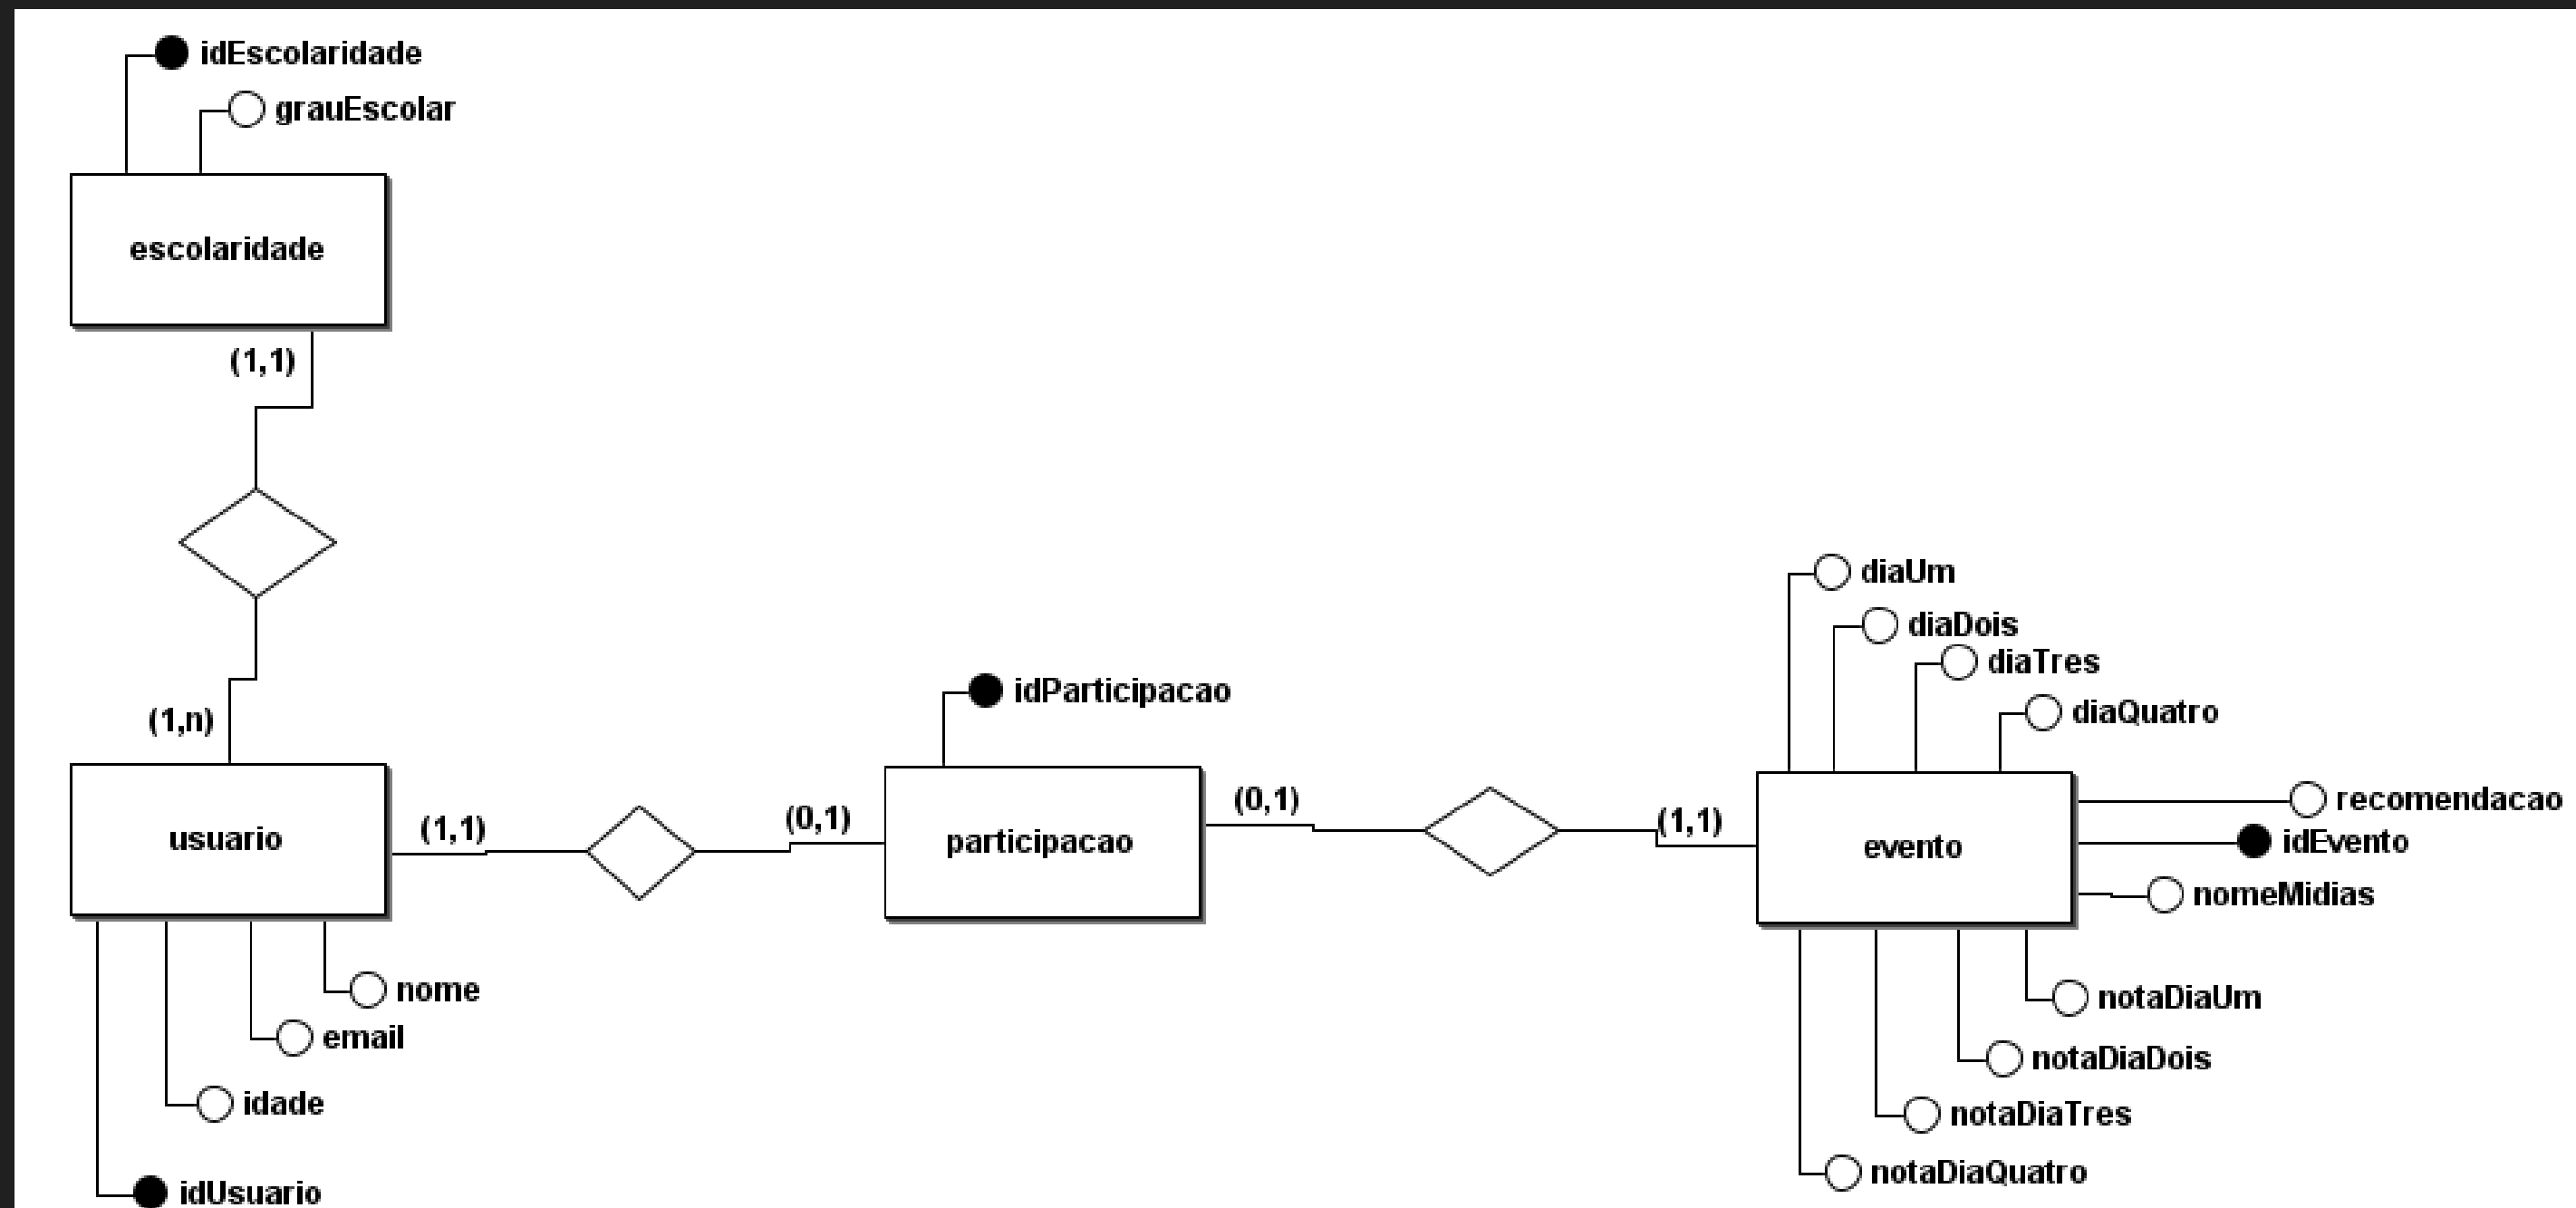 idEscolaridade
grauEscolar
escolaridade
(1,1)
(1,n)
usuario
(1,1)
(0,1)
nome
email
idade
idUsuario
idParticipacao
participacao
(0,1)
(1,1)
diaUm
diaDois
diaTres
diaQuatro
evento
recomendacao
idEvento
nomeMidias
notaDiaUm
notaDiaDois
notaDiaTres
notaDiaQuatro